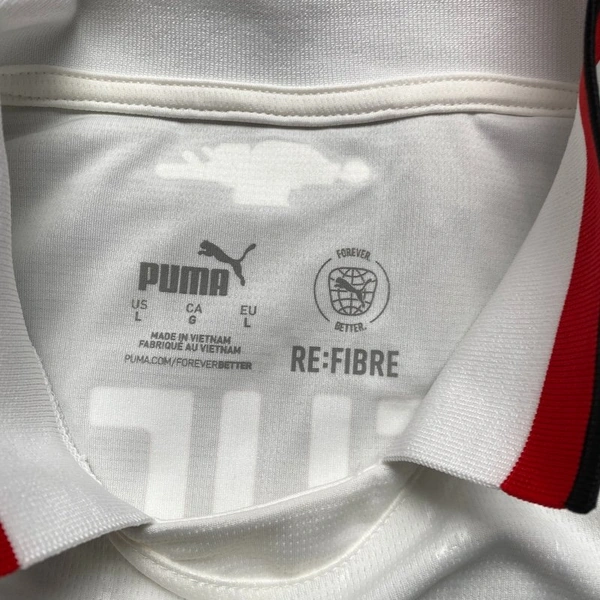 PUMA
US CA EU
L G L
MADE IN VIETNAM
FABRIQUÉ AU VIETNAM
PUMA.COM/FOREVERBETTER
FOREVER.
BETTER.
RE:FIBRE